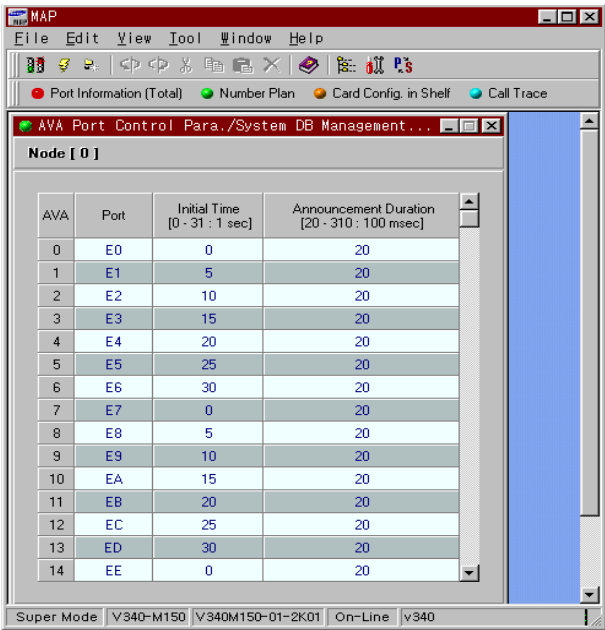 MAP
File Edit View Tool Window Help
Port Information (Total) Number Plan Card Config. in Shelf Call Trace
AVA Port Control Para./System DB Management...
Node [ 0 ]
AVA Port Initial Time [0 - 31 : 1 sec] Announcement Duration [20 - 310 : 100 msec]
0 E0 0 20
1 E1 5 20
2 E2 10 20
3 E3 15 20
4 E4 20 20
5 E5 25 20
6 E6 30 20
7 E7 0 20
8 E8 5 20
9 E9 10 20
10 EA 15 20
11 EB 20 20
12 EC 25 20
13 ED 30 20
14 EE 0 20
Super Mode V340-M150 V340M150-01-2K01 On-Line v340